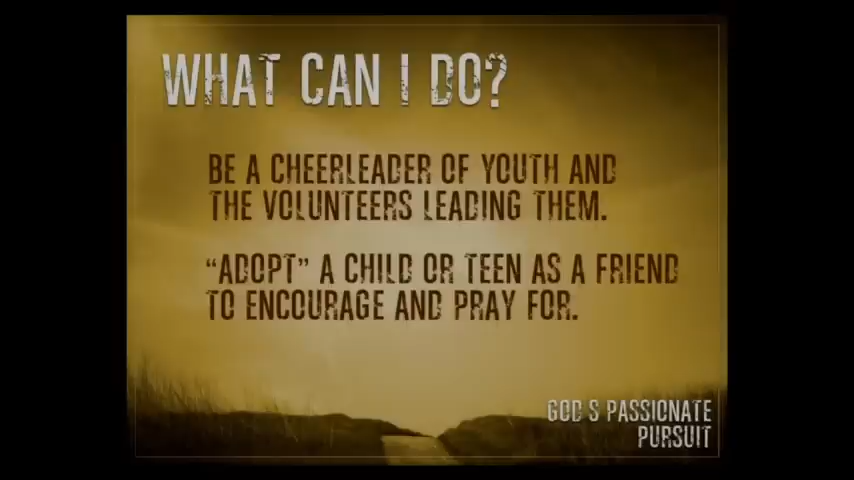 WHAT CAN I DO?
BE A CHEERLEADER OF YOUTH AND
THE VOLUNTEERS LEADING THEM.
“ADOPT” A CHILD OR TEEN AS A FRIEND
TO ENCOURAGE AND PRAY FOR.
GOD S PASSIONATE
PURSUIT